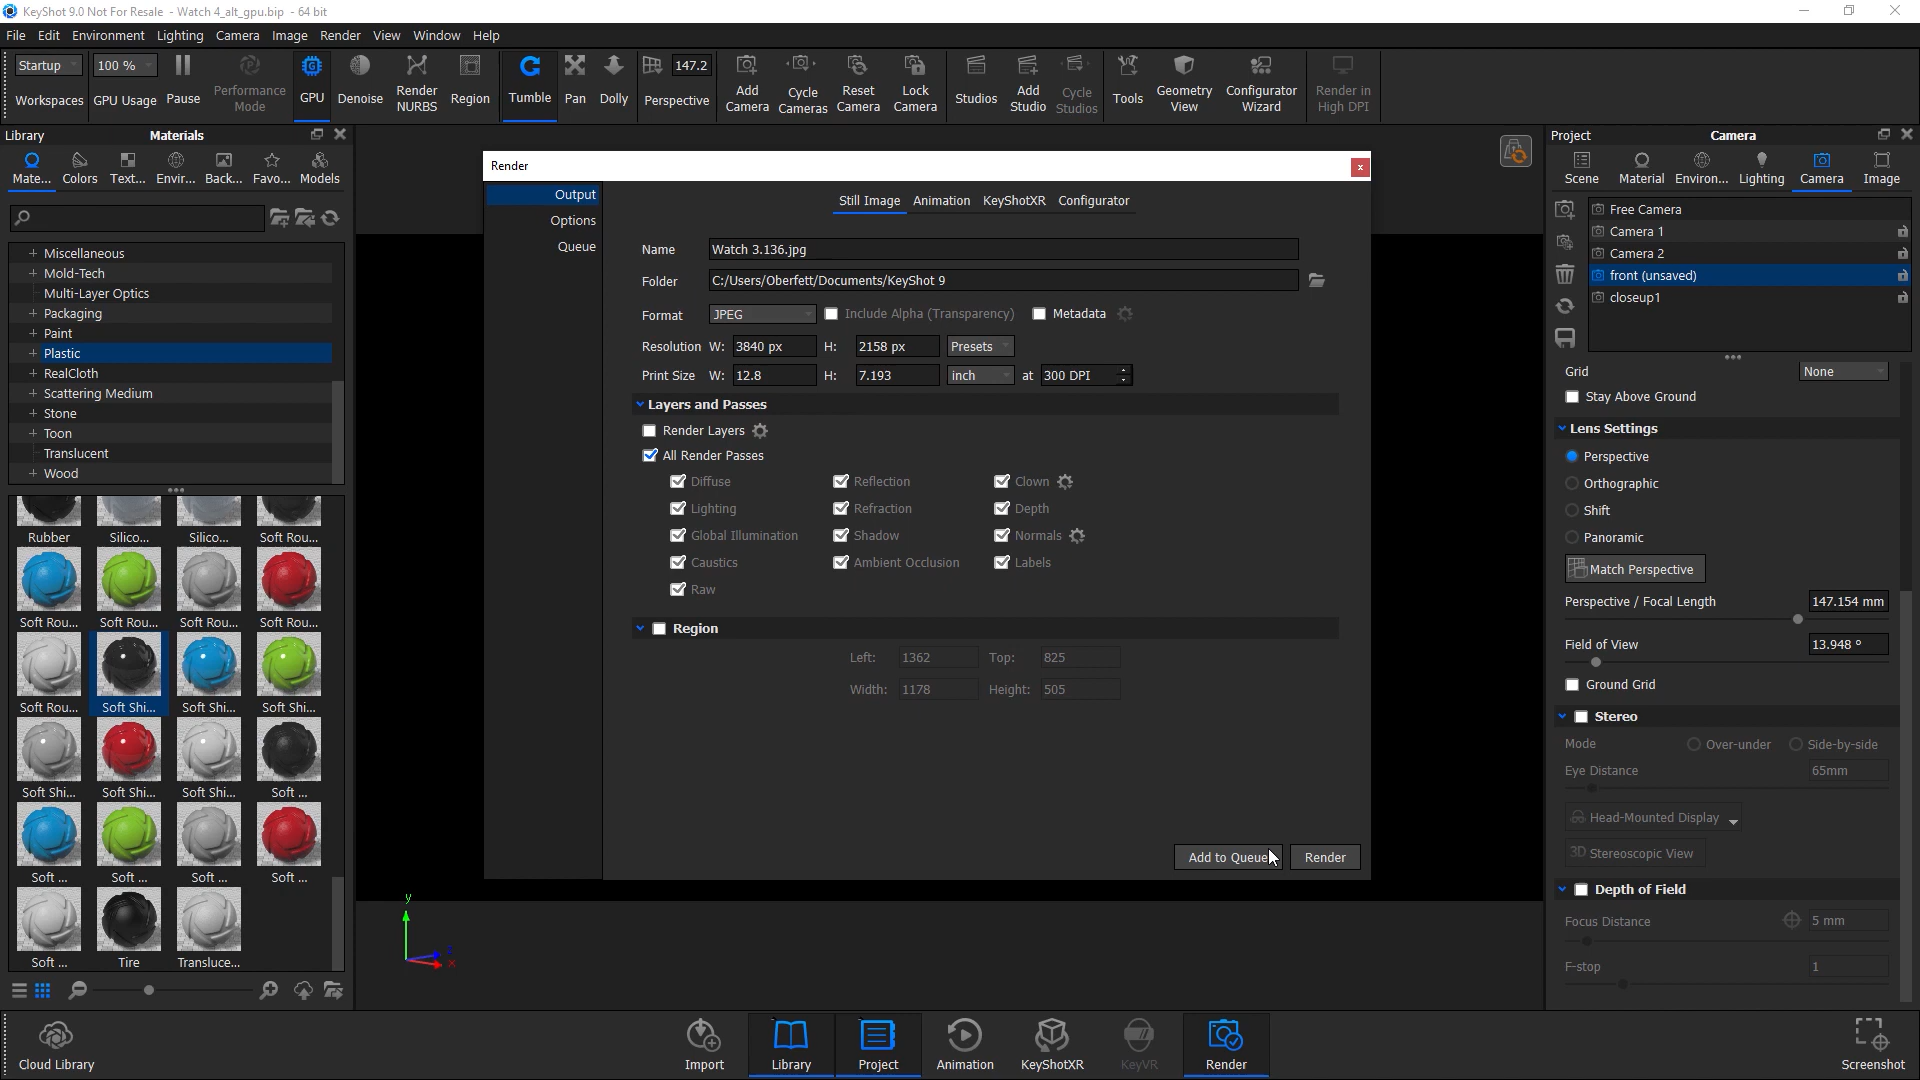 KeyShot 9.0 Not For Resale - Watch 4_alt_gpu.bip - 64 bit
File Edit Environment Lighting Camera Image Render View Window Help
Startup 100 % 147.2
Workspaces GPU Usage Pause Performance Mode GPU Denoise Render NURBS Region Tumble Pan Dolly Perspective Add Camera Cycle Cameras Reset Camera Lock Camera Studios Add Studio Cycle Studios Tools Geometry View Configurator Wizard Render in High DPI
Library Materials
Mate... Colors Text... Envir... Back... Favo... Models
Miscellaneous
Mold-Tech
Multi-Layer Optics
Packaging
Paint
Plastic
RealCloth
Scattering Medium
Stone
Toon
Translucent
Wood
Rubber Silico... Silico... Soft Rou...
Soft Rou... Soft Rou... Soft Rou... Soft Rou...
Soft Rou... Soft Shi... Soft Shi... Soft Shi...
Soft Shi... Soft Shi... Soft Shi... Soft ...
Soft ... Soft ... Soft ... Soft ...
Soft ... Tire Transluce...
Render
x
Output
Options
Queue
Still Image Animation KeyShotXR Configurator
Name Watch 3.136.jpg
Folder C:/Users/Oberfett/Documents/KeyShot 9
Format JPEG Include Alpha (Transparency) Metadata
Resolution W: 3840 px H: 2158 px Presets
Print Size W: 12.8 H: 7.193 inch at 300 DPI
Layers and Passes
Render Layers
All Render Passes
Diffuse Reflection Clown
Lighting Refraction Depth
Global Illumination Shadow Normals
Caustics Ambient Occlusion Labels
Raw
Region
Left: 1362 Top: 825
Width: 1178 Height: 505
Add to Queue Render
y
z
x
Project Camera
Scene Material Environ... Lighting Camera Image
Free Camera
Camera 1
Camera 2
front (unsaved)
closeup1
Grid None
Stay Above Ground
Lens Settings
Perspective
Orthographic
Shift
Panoramic
Match Perspective
Perspective / Focal Length 147.154 mm
Field of View 13.948 °
Ground Grid
Stereo
Mode Over-under Side-by-side
Eye Distance 65mm
Head-Mounted Display
3D Stereoscopic View
Depth of Field
Focus Distance 5 mm
F-stop 1
Cloud Library Import Library Project Animation KeyShotXR KeyVR Render Screenshot